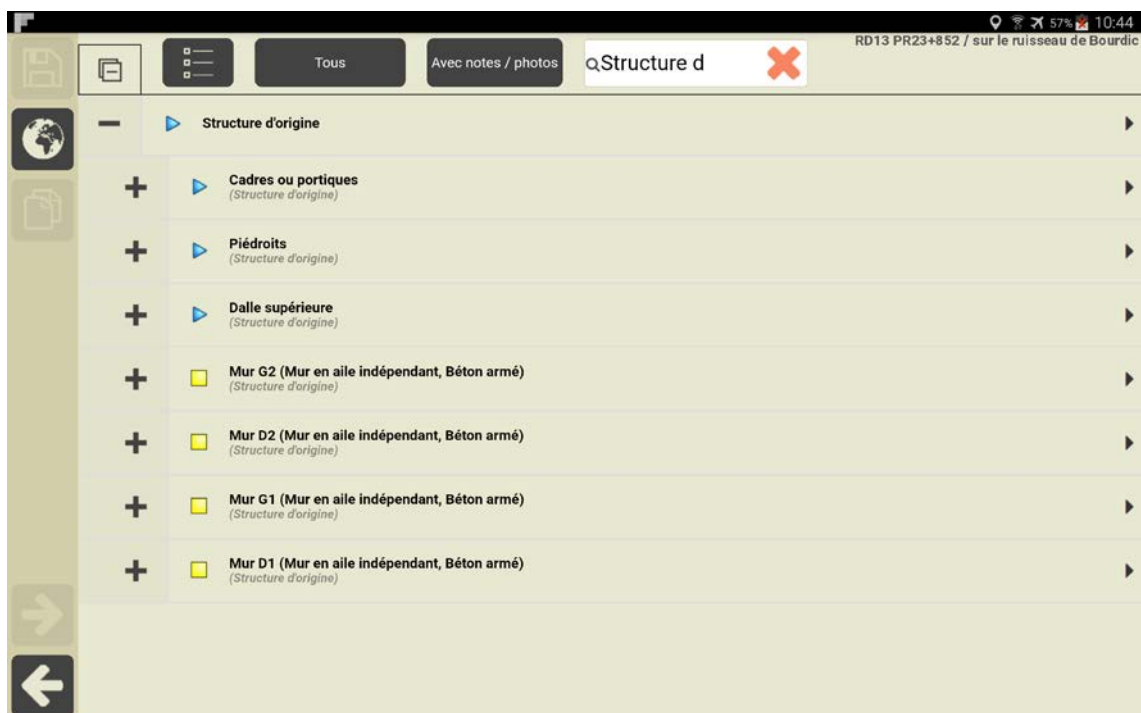 57% 10:44
RD13 PR23+852 / sur le ruisseau de Bourdic
Tous
Avec notes / photos
Structure d
Structure d'origine
Cadres ou portiques
(Structure d'origine)
Piédroits
(Structure d'origine)
Dalle supérieure
(Structure d'origine)
Mur G2 (Mur en aile indépendant, Béton armé)
(Structure d'origine)
Mur D2 (Mur en aile indépendant, Béton armé)
(Structure d'origine)
Mur G1 (Mur en aile indépendant, Béton armé)
(Structure d'origine)
Mur D1 (Mur en aile indépendant, Béton armé)
(Structure d'origine)